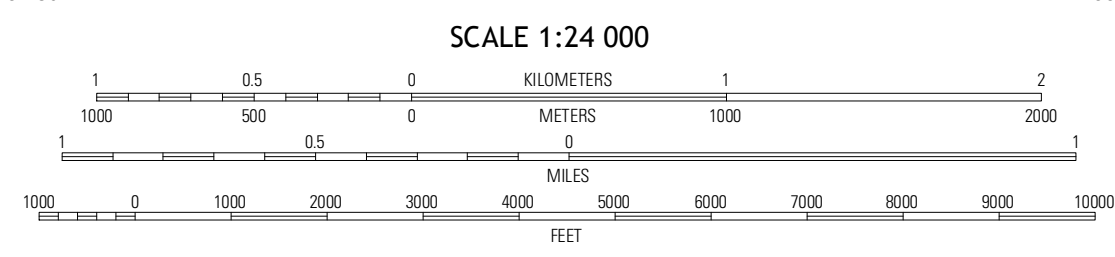 SCALE 1:24 000
1 0.5 0 KILOMETERS 1 2
1000 500 0 METERS 1000 2000
1 0.5 0 1
MILES
1000 0 1000 2000 3000 4000 5000 6000 7000 8000 9000 10000
FEET